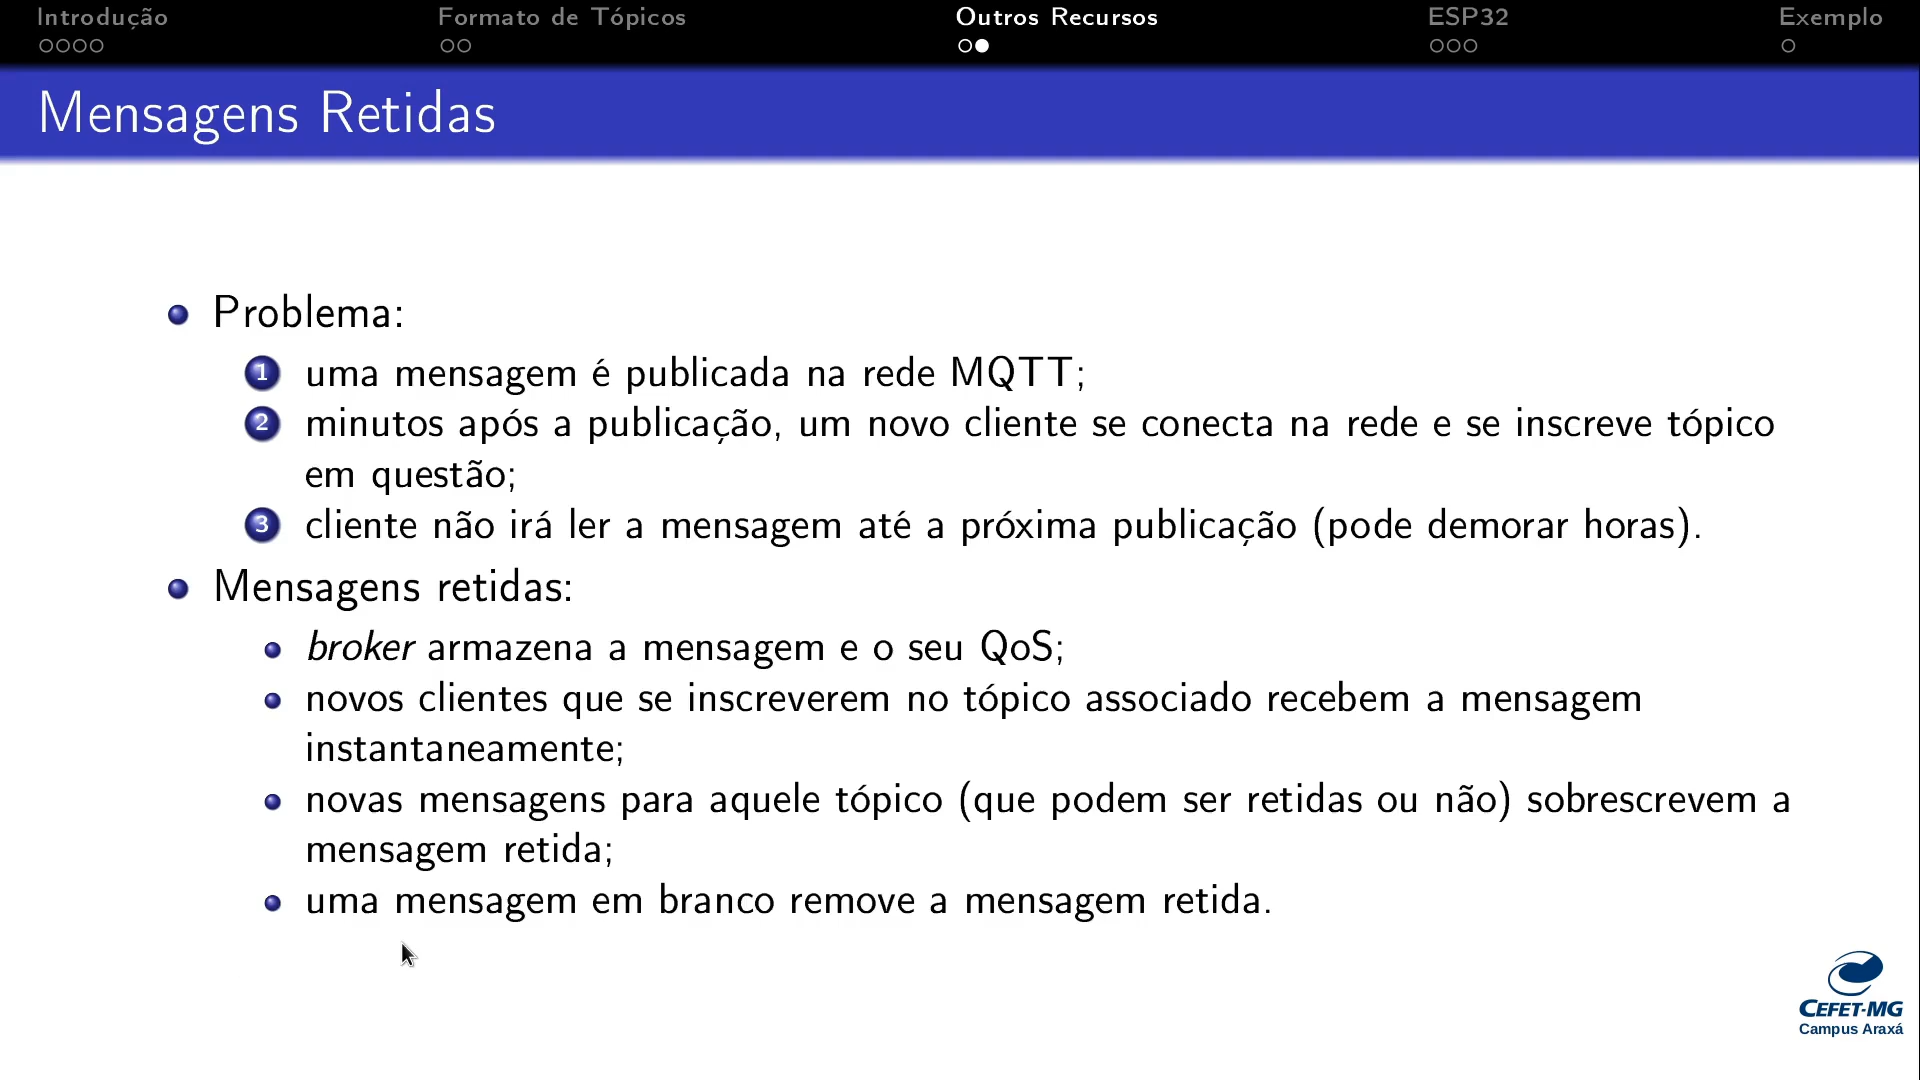 Introdução
Formato de Tópicos
Outros Recursos
ESP32
Exemplo
Mensagens Retidas
Problema:
1 uma mensagem é publicada na rede MQTT;
2 minutos após a publicação, um novo cliente se conecta na rede e se inscreve tópico
em questão;
3 cliente não irá ler a mensagem até a próxima publicação (pode demorar horas).
Mensagens retidas:
broker armazena a mensagem e o seu QoS;
novos clientes que se inscreverem no tópico associado recebem a mensagem
instantaneamente;
novas mensagens para aquele tópico (que podem ser retidas ou não) sobrescrevem a
mensagem retida;
uma mensagem em branco remove a mensagem retida.
CEFET-MG
Campus Araxá